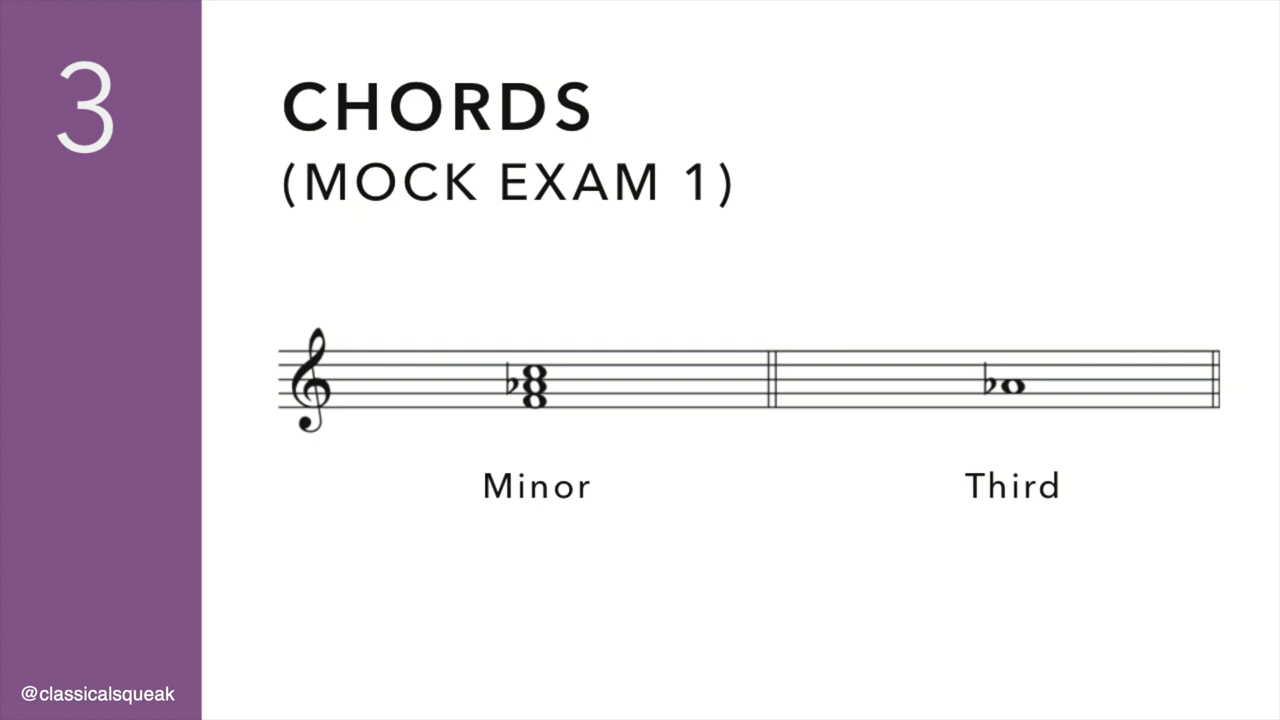 3
CHORDS
(MOCK EXAM 1)
Minor
Third
@classicalsqueak